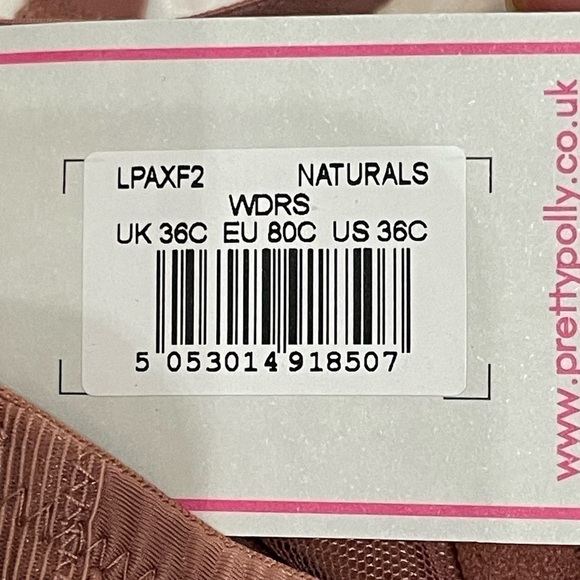 LPAXF2 NATURALS
WDRS
UK 36C EU 80C US 36C
5 053014 918507
www.prettypolly.co.uk